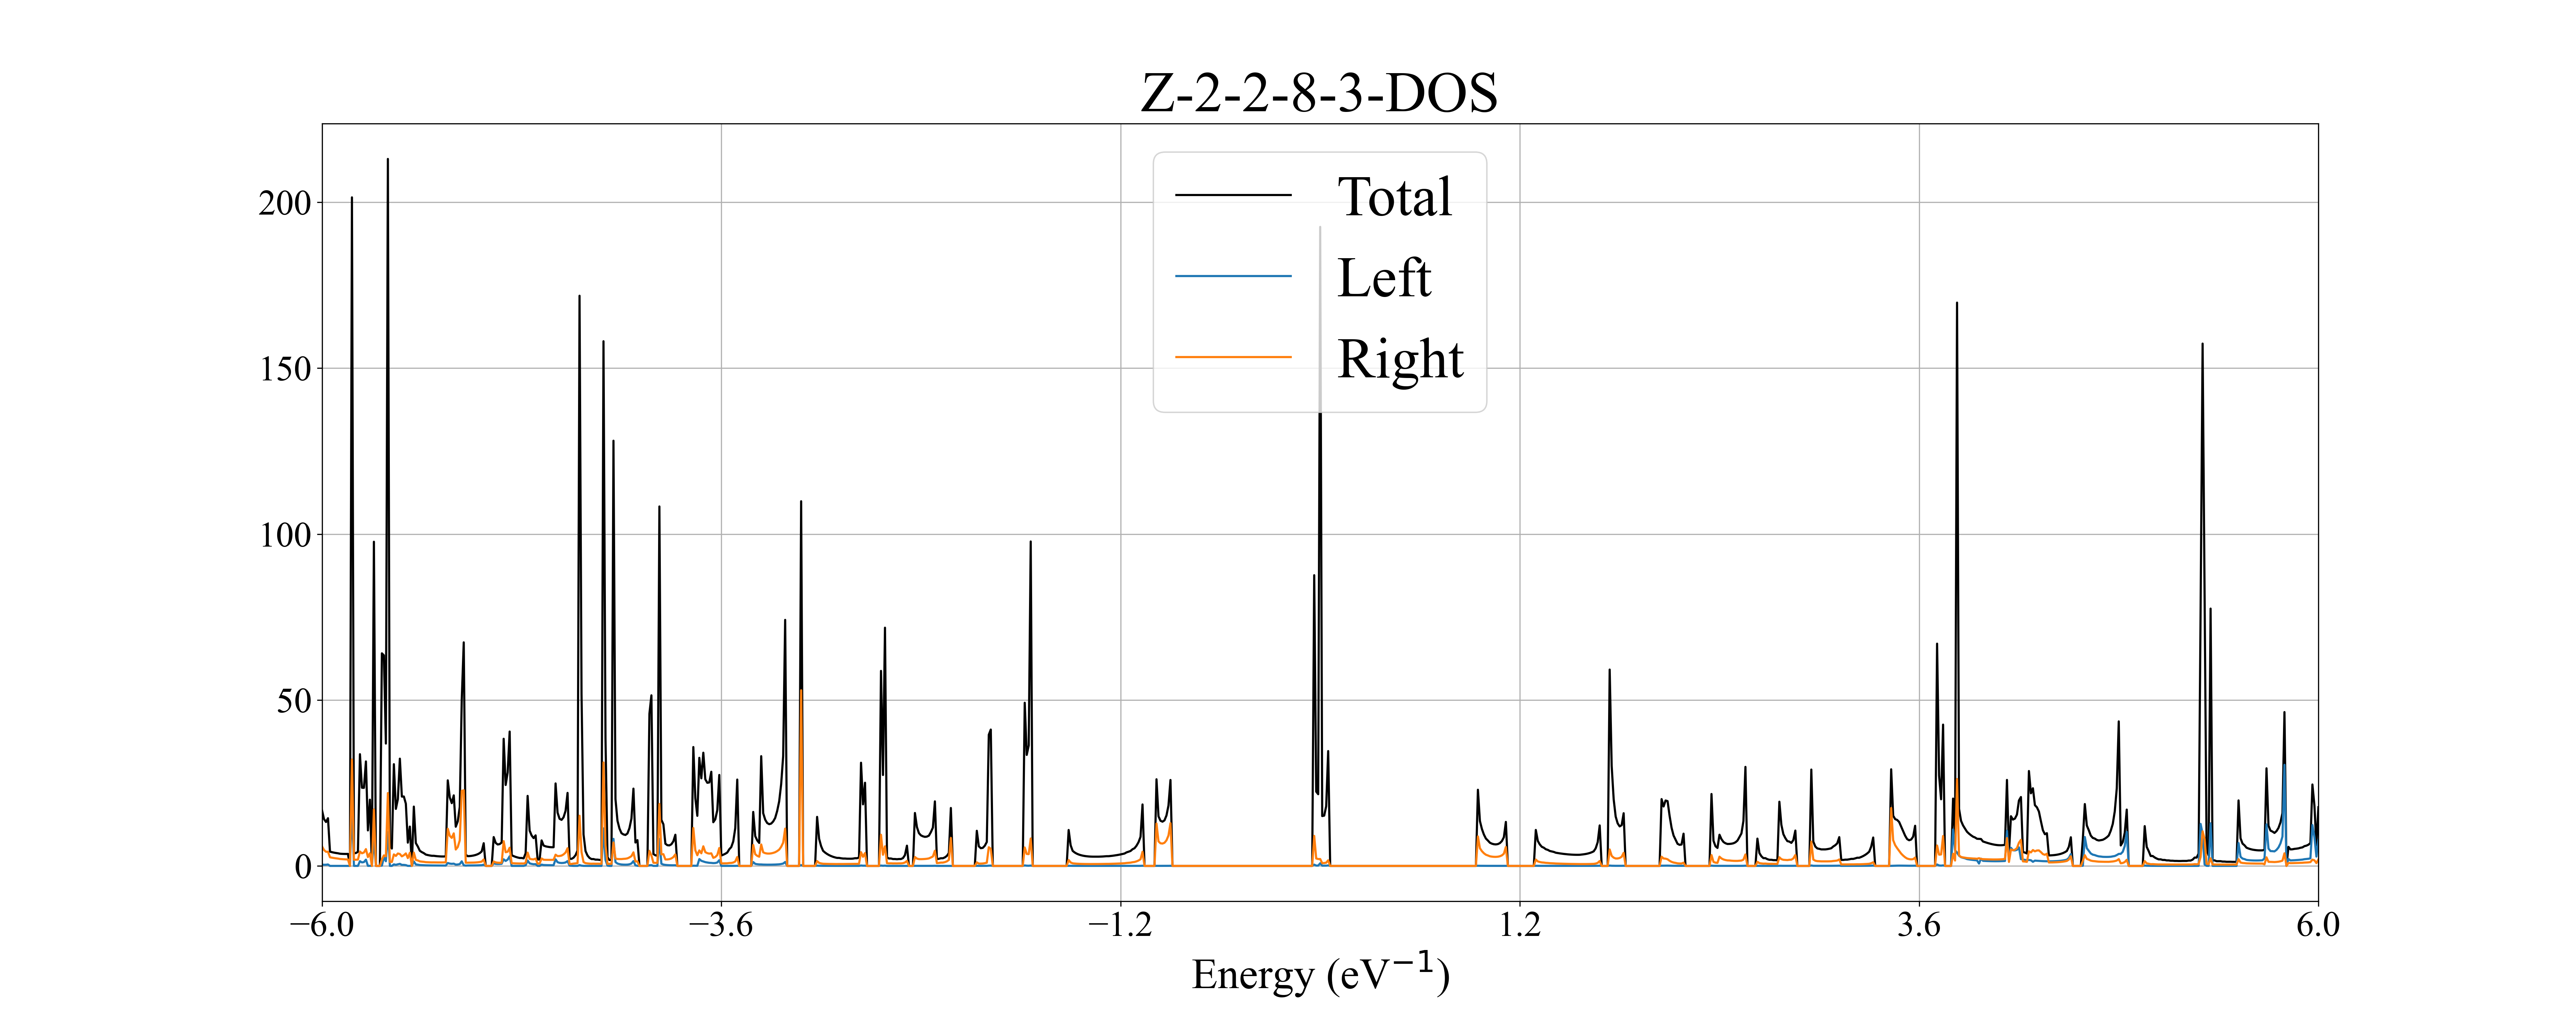 Z-2-2-8-3-DOS
Total
Left
Right
200
150
100
50
0
−6.0 −3.6 −1.2 1.2 3.6 6.0
Energy (eV⁻¹)